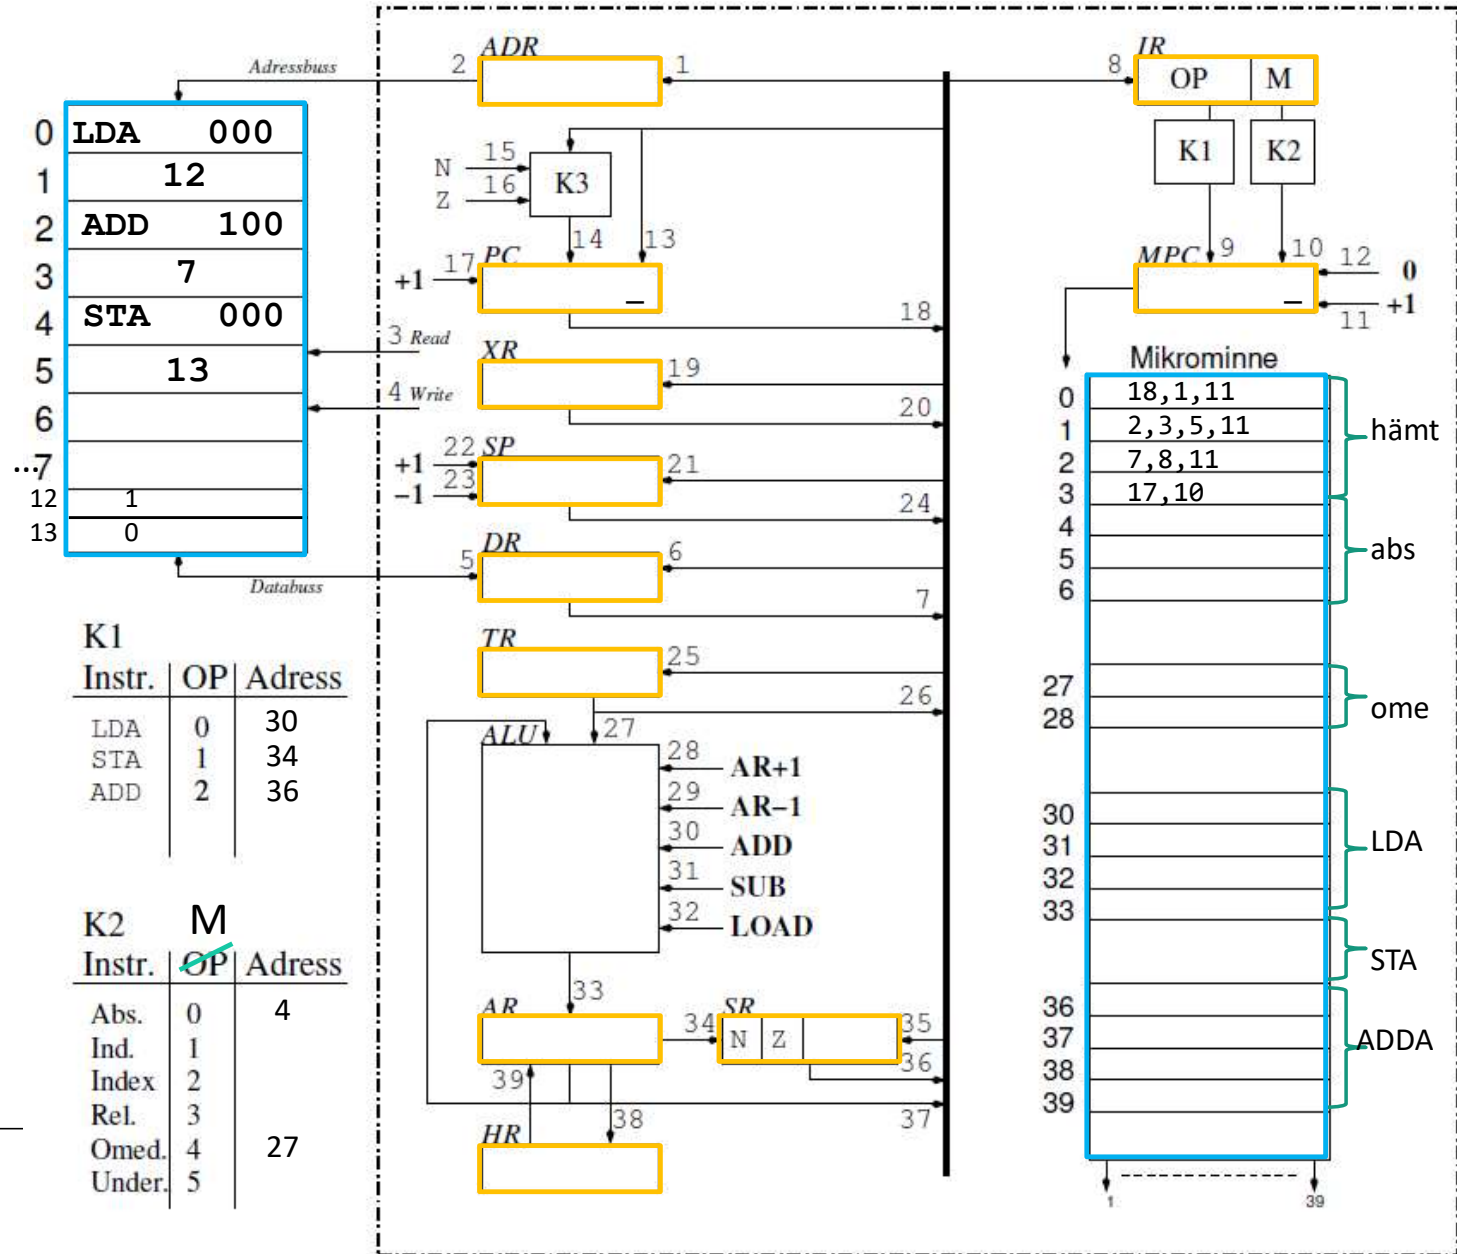 Adressbuss
0 LDA 000
1 12
2 ADD 100
3 7
4 STA 000
5 13
6
...7
12 1
13 0
Databuss
3 Read
4 Write
2 ADR 1
N 15
Z 16
K3
14 13
+1 17 PC
–
18
XR 19
20
+1 22 SP 21
−1 23
24
5 DR 6
7
TR 25
26
27
ALU
28 AR+1
29 AR−1
30 ADD
31 SUB
32 LOAD
33
AR 34 SR 35
N Z
36
39 38 37
HR
8 IR
OP M
K1 K2
MPC 9 10 12 0
–
11 +1
Mikrominne
0 18,1,11
1 2,3,5,11
2 7,8,11
3 17,10
4
5
6
27
28
30
31
32
33
36
37
38
39
hämt
abs
ome
LDA
STA
ADDA
1 39
K1
Instr. OP Adress
LDA 0 30
STA 1 34
ADD 2 36
K2 M
Instr. OP Adress
Abs. 0 4
Ind. 1
Index 2
Rel. 3
Omed. 4 27
Under. 5